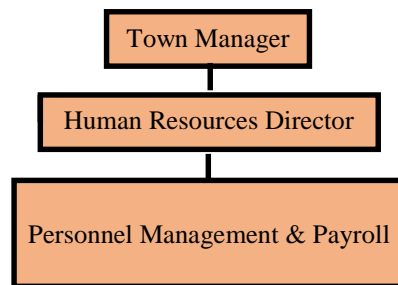 Town Manager
Human Resources Director
Personnel Management & Payroll